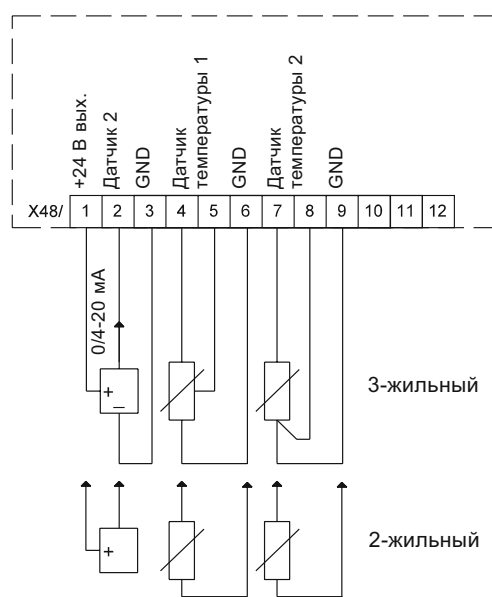 +24 В вых.
Датчик 2
GND
Датчик
температуры 1
GND
Датчик
температуры 2
GND
X48/ 1 2 3 4 5 6 7 8 9 10 11 12
0/4-20 мА
+
–
3-жильный
+
2-жильный